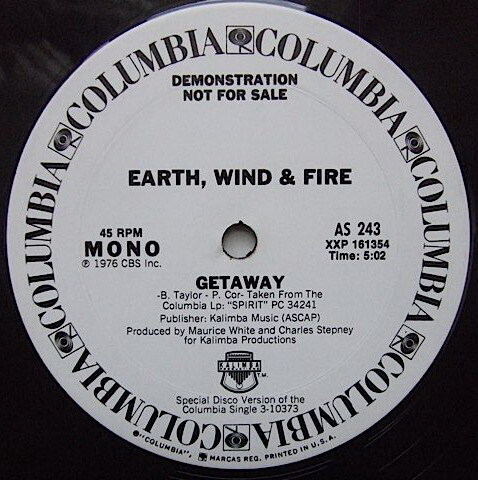 COLUMBIA COLUMBIA COLUMBIA COLUMBIA COLUMBIA COLUMBIA COLUMBIA COLUMBIA
DEMONSTRATION
NOT FOR SALE
EARTH, WIND & FIRE
45 RPM
MONO
℗ 1976 CBS Inc.
AS 243
XXP 161354
Time: 5:02
GETAWAY
-B. Taylor - P. Cor- Taken From The
Columbia Lp: "SPIRIT" PC 34241
Publisher: Kalimba Music (ASCAP)
Produced by Maurice White and Charles Stepney
for Kalimba Productions
KALIMBA
T.M.
Special Disco Version of the
Columbia Single 3-10373
®"COLUMBIA", MARCAS REG. PRINTED IN U.S.A.